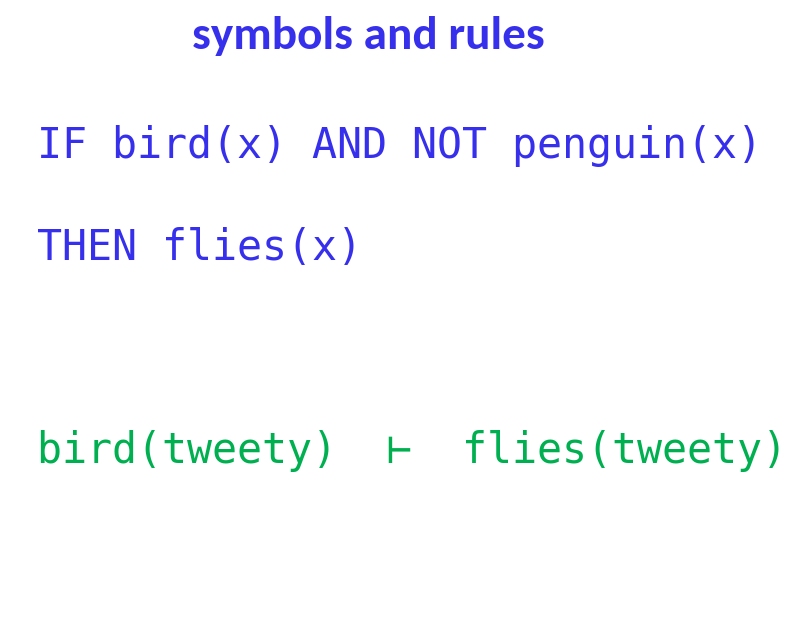 symbols and rules
IF bird(x) AND NOT penguin(x)
THEN flies(x)
bird(tweety) ⊢ flies(tweety)